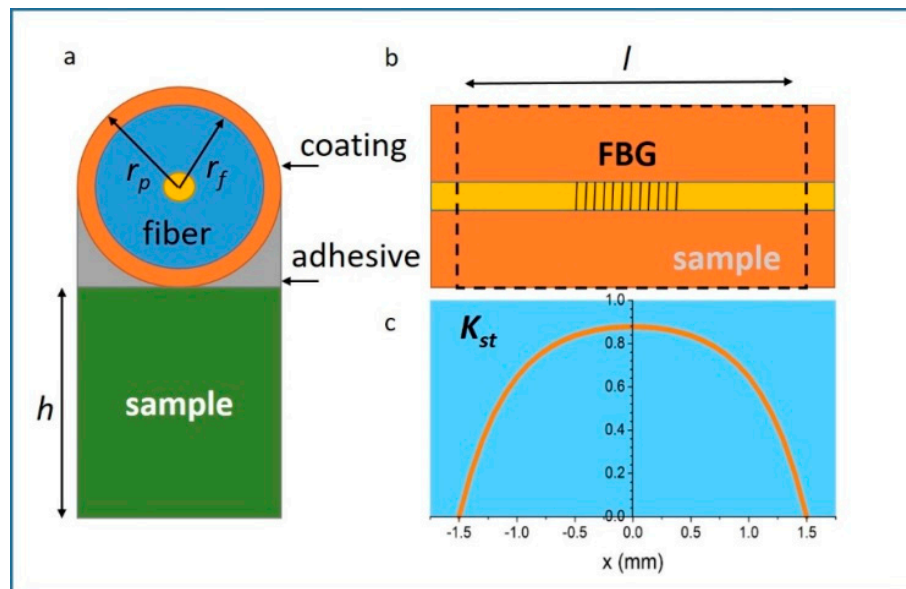 a
r_p
r_f
coating
fiber
adhesive
h
sample
b
l
FBG
sample
c
K_st
1.0
0.8
0.6
0.4
0.2
0.0
-1.5 -1.0 -0.5 0.0 0.5 1.0 1.5
x (mm)